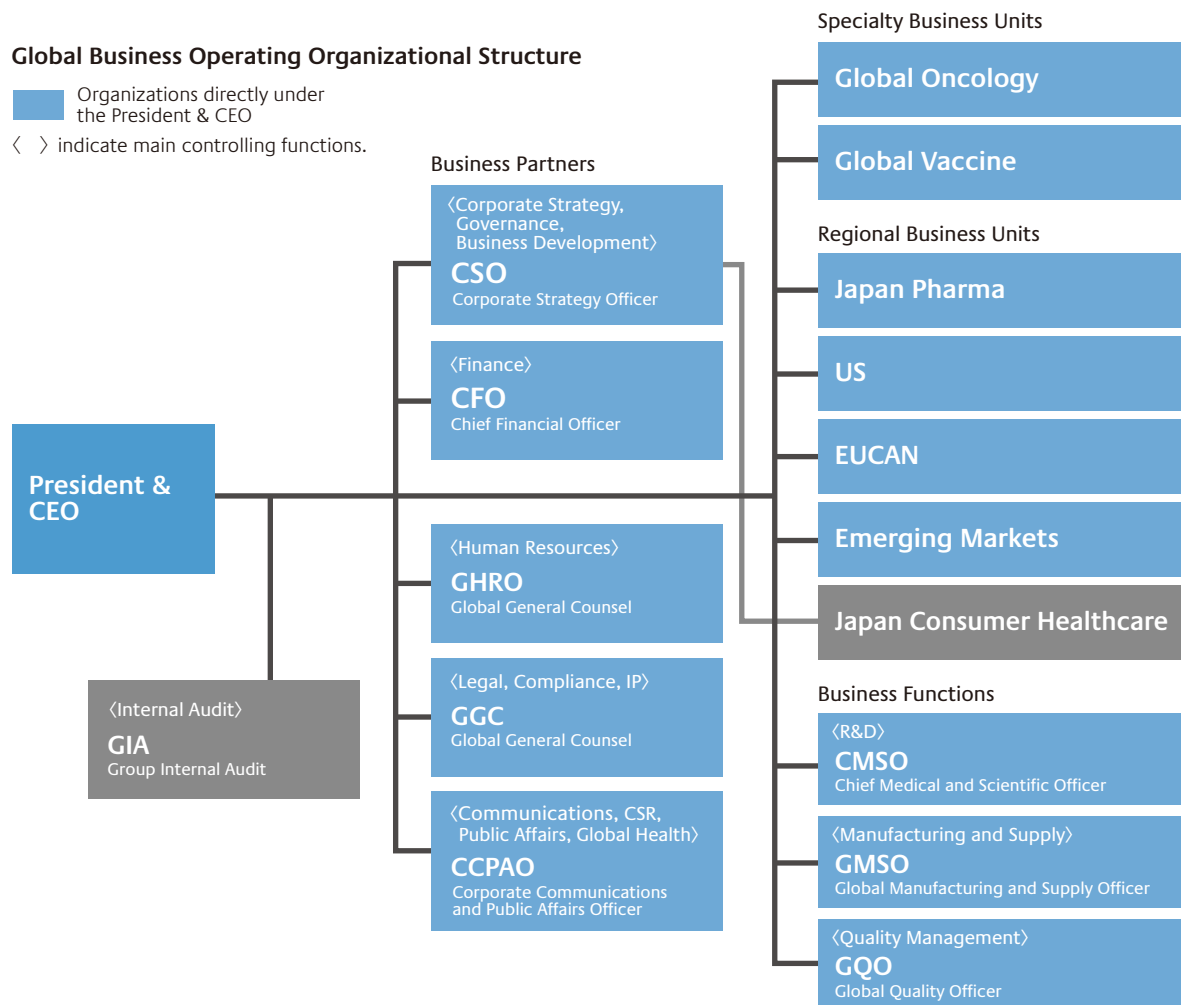 Global Business Operating Organizational Structure
Organizations directly under
the President & CEO
〈 〉 indicate main controlling functions.
President &
CEO
〈Internal Audit〉
GIA
Group Internal Audit
Business Partners
〈Corporate Strategy,
Governance,
Business Development〉
CSO
Corporate Strategy Officer
〈Finance〉
CFO
Chief Financial Officer
〈Human Resources〉
GHRO
Global General Counsel
〈Legal, Compliance, IP〉
GGC
Global General Counsel
〈Communications, CSR,
Public Affairs, Global Health〉
CCPAO
Corporate Communications
and Public Affairs Officer
Specialty Business Units
Global Oncology
Global Vaccine
Regional Business Units
Japan Pharma
US
EUCAN
Emerging Markets
Japan Consumer Healthcare
Business Functions
〈R&D〉
CMSO
Chief Medical and Scientific Officer
〈Manufacturing and Supply〉
GMSO
Global Manufacturing and Supply Officer
〈Quality Management〉
GQO
Global Quality Officer